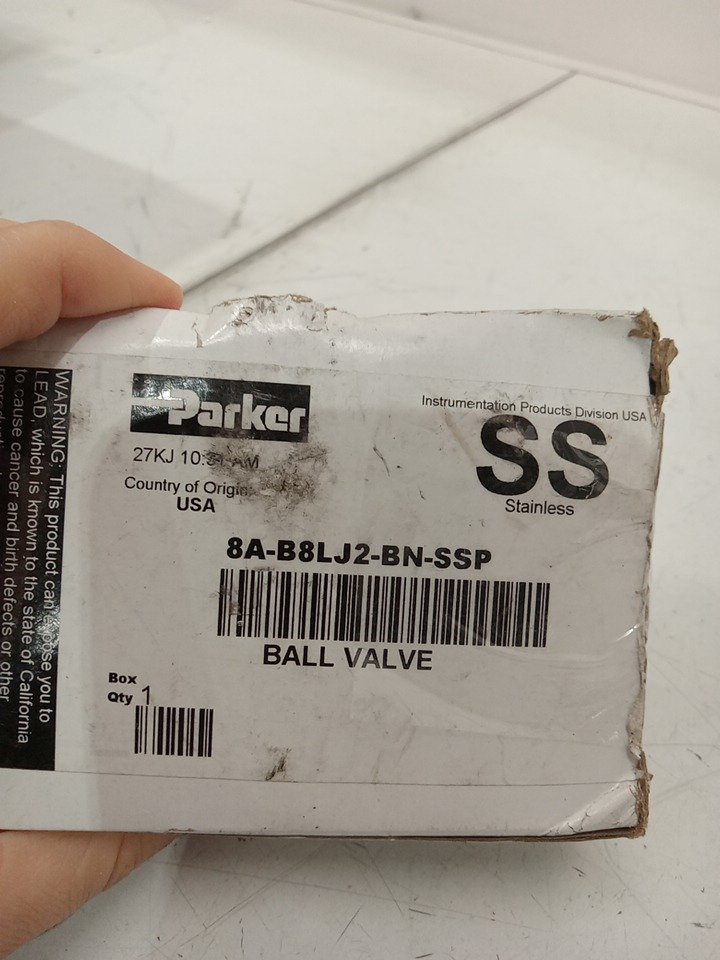 Parker
27KJ 10:
Country of Origin
USA
Instrumentation Products Division USA
SS
Stainless
8A-B8LJ2-BN-SSP
BALL VALVE
Box
Qty 1
WARNING: This product can expose you to
LEAD, which is known to the state of California
to cause cancer and birth defects or other